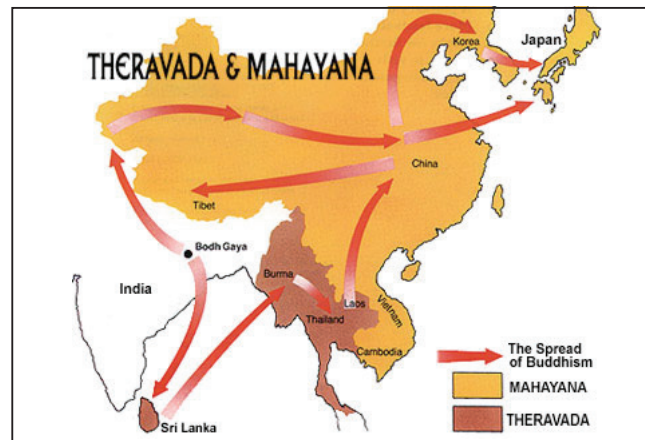 THERAVADA & MAHAYANA
Korea
Japan
China
Tibet
Bodh Gaya
India
Burma
Laos
Thailand
Vietnam
Cambodia
Sri Lanka
The Spread
of Buddhism
MAHAYANA
THERAVADA